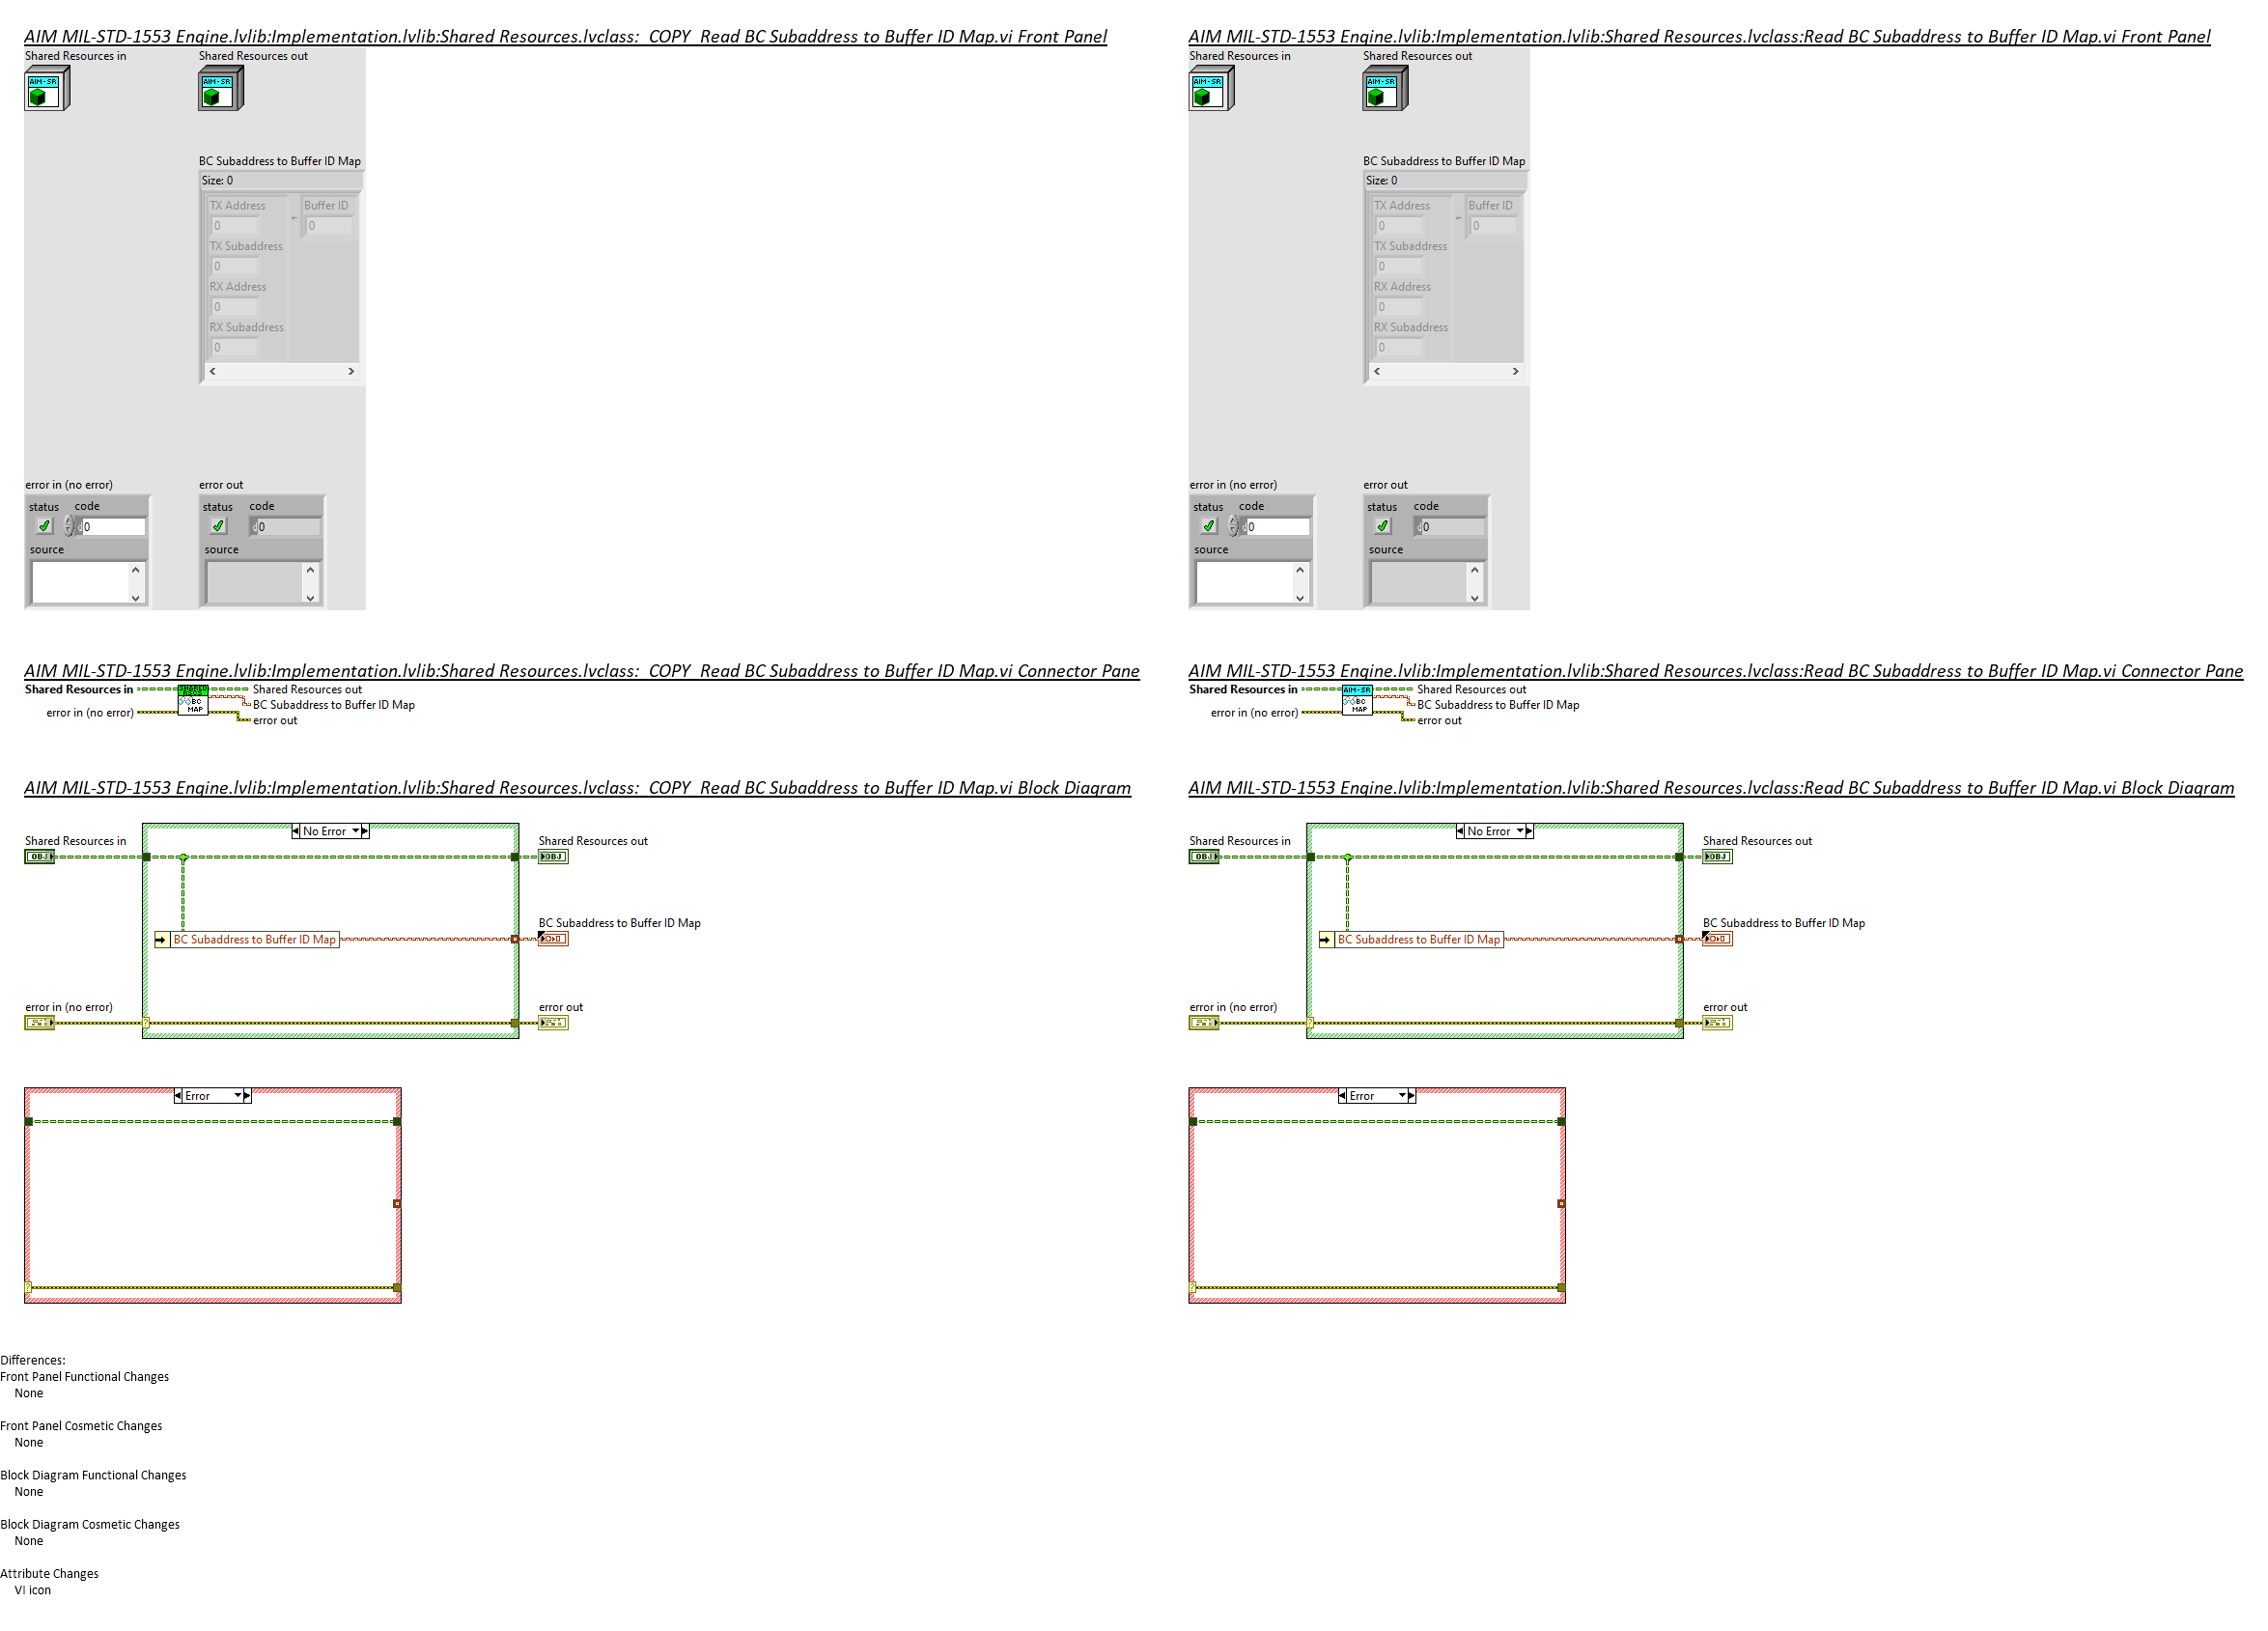 AIM MIL-STD-1553 Engine.lvlib:Implementation.lvlib:Shared Resources.lvclass:_COPY_Read BC Subaddress to Buffer ID Map.vi Front Panel
Shared Resources in
Shared Resources out
AIM-SR
AIM-SR
BC Subaddress to Buffer ID Map
Size: 0
TX Address
Buffer ID
0
0
TX Subaddress
0
RX Address
0
RX Subaddress
0
error in (no error)
error out
status
code
status
code
0
0
source
source
AIM MIL-STD-1553 Engine.lvlib:Implementation.lvlib:Shared Resources.lvclass:Read BC Subaddress to Buffer ID Map.vi Front Panel
Shared Resources in
Shared Resources out
AIM-SR
AIM-SR
BC Subaddress to Buffer ID Map
Size: 0
TX Address
Buffer ID
0
0
TX Subaddress
0
RX Address
0
RX Subaddress
0
error in (no error)
error out
status
code
status
code
0
0
source
source
AIM MIL-STD-1553 Engine.lvlib:Implementation.lvlib:Shared Resources.lvclass:_COPY_Read BC Subaddress to Buffer ID Map.vi Connector Pane
Shared Resources in
Shared Resources out
BC
MAP
BC Subaddress to Buffer ID Map
error in (no error)
error out
AIM MIL-STD-1553 Engine.lvlib:Implementation.lvlib:Shared Resources.lvclass:Read BC Subaddress to Buffer ID Map.vi Connector Pane
Shared Resources in
AIM-SR
Shared Resources out
BC
MAP
BC Subaddress to Buffer ID Map
error in (no error)
error out
AIM MIL-STD-1553 Engine.lvlib:Implementation.lvlib:Shared Resources.lvclass:_COPY_Read BC Subaddress to Buffer ID Map.vi Block Diagram
No Error
Shared Resources in
Shared Resources out
OBJ
OBJ
BC Subaddress to Buffer ID Map
BC Subaddress to Buffer ID Map
error in (no error)
error out
?
Error
?
AIM MIL-STD-1553 Engine.lvlib:Implementation.lvlib:Shared Resources.lvclass:Read BC Subaddress to Buffer ID Map.vi Block Diagram
No Error
Shared Resources in
Shared Resources out
OBJ
OBJ
BC Subaddress to Buffer ID Map
BC Subaddress to Buffer ID Map
error in (no error)
error out
?
Error
?
Differences:
Front Panel Functional Changes
None
Front Panel Cosmetic Changes
None
Block Diagram Functional Changes
None
Block Diagram Cosmetic Changes
None
Attribute Changes
VI icon